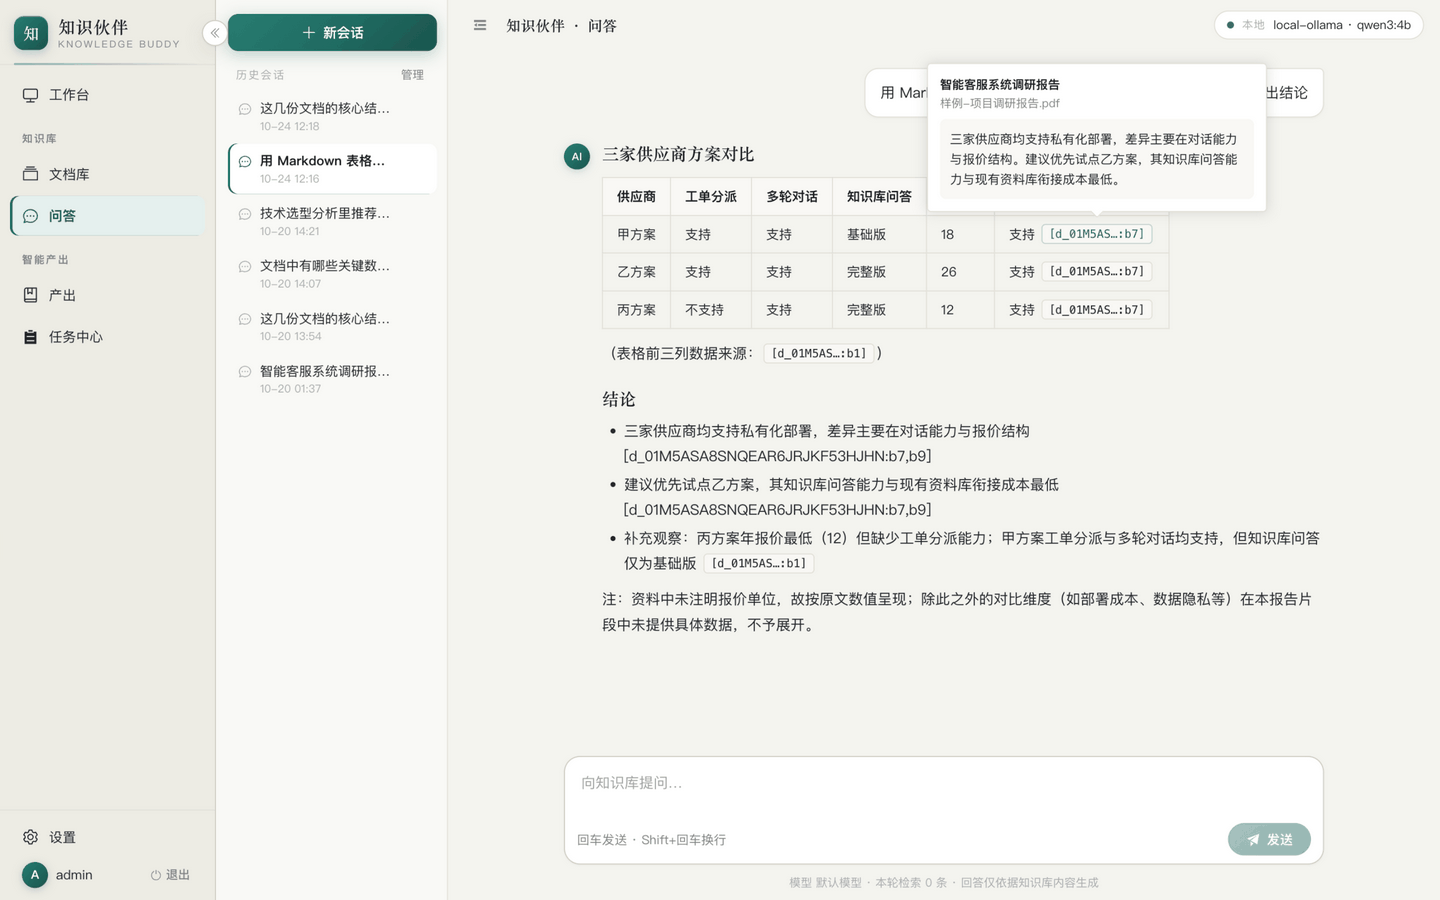 知
知识伙伴
KNOWLEDGE BUDDY
工作台
知识库
文档库
问答
智能产出
产出
任务中心
设置
A
admin
退出
新会话
历史会话
管理
这几份文档的核心结...
10-24 12:18
用 Markdown 表格...
10-24 12:16
技术选型分析里推荐...
10-20 14:21
文档中有哪些关键数...
10-20 14:07
这几份文档的核心结...
10-20 13:54
智能客服系统调研报...
10-20 01:37
知识伙伴 · 问答
本地 local-ollama · qwen3:4b
用 Mar
出结论
智能客服系统调研报告
样例-项目调研报告.pdf
三家供应商均支持私有化部署，差异主要在对话能力
与报价结构。建议优先试点乙方案，其知识库问答能
力与现有资料库衔接成本最低。
AI
三家供应商方案对比
供应商 工单分派 多轮对话 知识库问答
甲方案 支持 支持 基础版 18 支持 [d_01M5AS…:b7]
乙方案 支持 支持 完整版 26 支持 [d_01M5AS…:b7]
丙方案 不支持 支持 完整版 12 支持 [d_01M5AS…:b7]
（表格前三列数据来源： [d_01M5AS…:b1] ）
结论
• 三家供应商均支持私有化部署，差异主要在对话能力与报价结构
[d_01M5ASA8SNQEAR6JRJKF53HJHN:b7,b9]
• 建议优先试点乙方案，其知识库问答能力与现有资料库衔接成本最低
[d_01M5ASA8SNQEAR6JRJKF53HJHN:b7,b9]
• 补充观察：丙方案年报价最低（12）但缺少工单分派能力；甲方案工单分派与多轮对话均支持，但知识库问答
仅为基础版 [d_01M5AS…:b1]
注：资料中未注明报价单位，故按原文数值呈现；除此之外的对比维度（如部署成本、数据隐私等）在本报告片
段中未提供具体数据，不予展开。
向知识库提问…
回车发送 · Shift+回车换行
发送
模型 默认模型 · 本轮检索 0 条 · 回答仅依据知识库内容生成